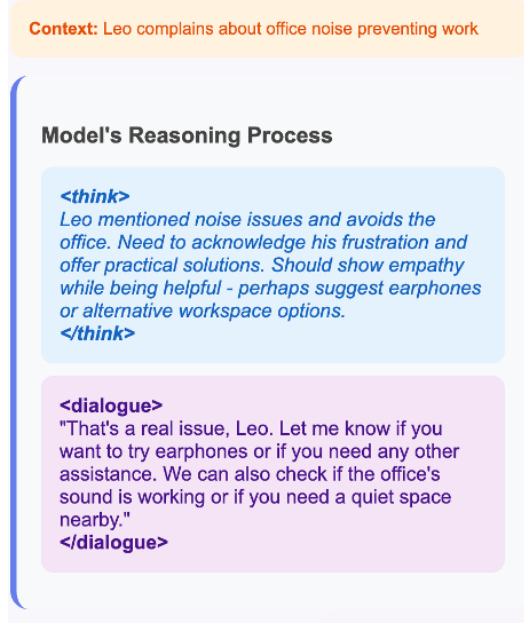 Context: Leo complains about office noise preventing work
Model's Reasoning Process
<think>
Leo mentioned noise issues and avoids the
office. Need to acknowledge his frustration and
offer practical solutions. Should show empathy
while being helpful - perhaps suggest earphones
or alternative workspace options.
</think>
<dialogue>
"That's a real issue, Leo. Let me know if you
want to try earphones or if you need any other
assistance. We can also check if the office's
sound is working or if you need a quiet space
nearby."
</dialogue>